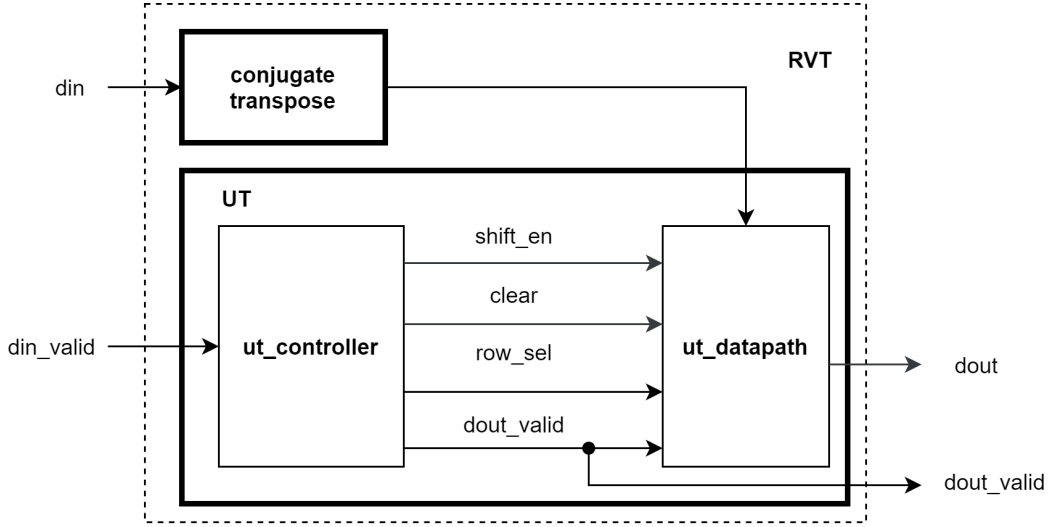 RVT
conjugate
transpose
din
UT
shift_en
clear
din_valid
ut_controller
row_sel
ut_datapath
dout
dout_valid
dout_valid